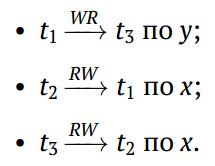 • t₁ —WR→ t₃ по y;
• t₂ —RW→ t₁ по x;
• t₃ —RW→ t₂ по x.